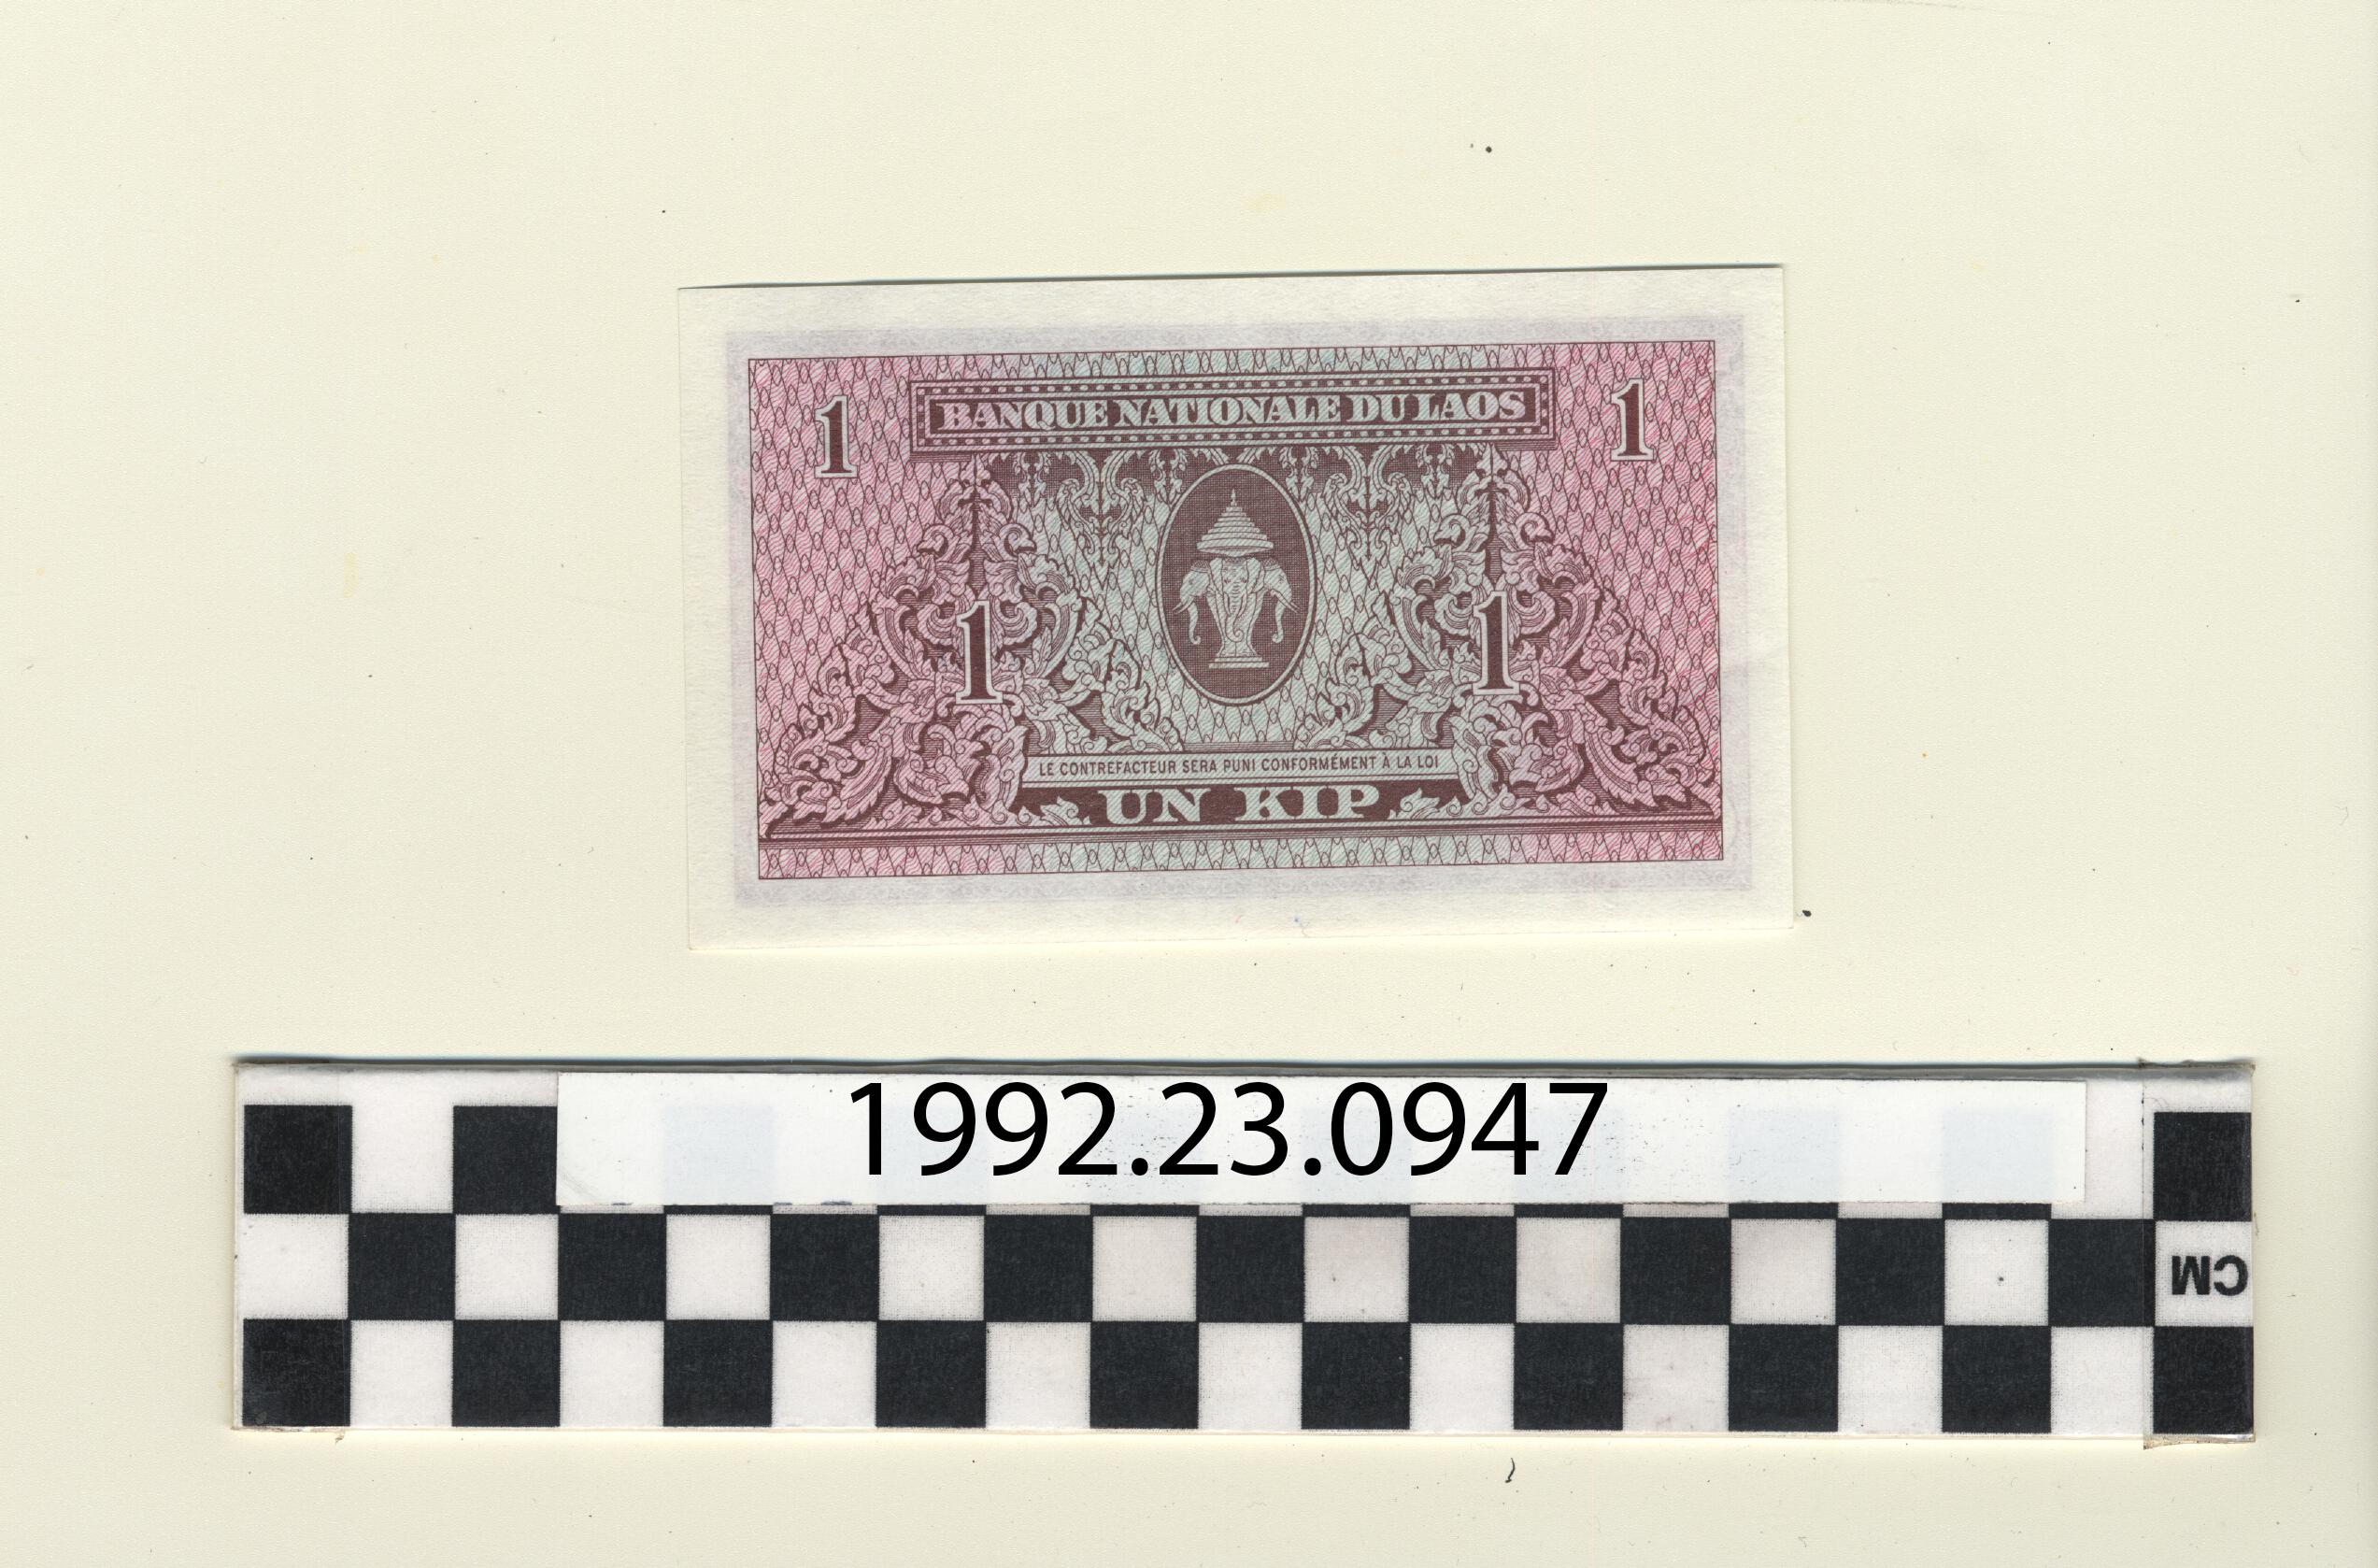 1 BANQUE NATIONALE DU LAOS 1
1 1
LE CONTREFACTEUR SERA PUNI CONFORMÉMENT À LA LOI
UN KIP
1992.23.0947
CM